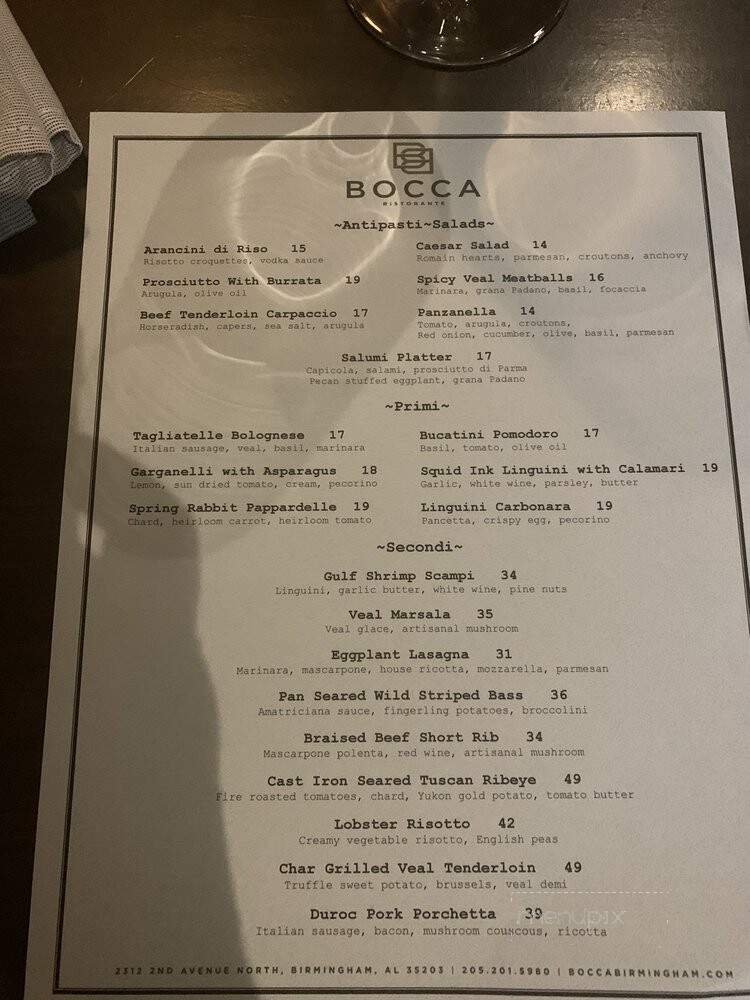 BOCCA
RISTORANTE
~Antipasti~Salads~
Arancini di Riso 15
Risotto croquettes, vodka sauce
Caesar Salad 14
Romain hearts, parmesan, croutons, anchovy
Prosciutto With Burrata 19
Arugula, olive oil
Spicy Veal Meatballs 16
Marinara, grana Padano, basil, focaccia
Beef Tenderloin Carpaccio 17
Horseradish, capers, sea salt, arugula
Panzanella 14
Tomato, arugula, croutons,
Red onion, cucumber, olive, basil, parmesan
Salumi Platter 17
Capicola, salami, prosciutto di Parma
Pecan stuffed eggplant, grana Padano
~Primi~
Tagliatelle Bolognese 17
Italian sausage, veal, basil, marinara
Bucatini Pomodoro 17
Basil, tomato, olive oil
Garganelli with Asparagus 18
Lemon, sun dried tomato, cream, pecorino
Squid Ink Linguini with Calamari 19
Garlic, white wine, parsley, butter
Spring Rabbit Pappardelle 19
Chard, heirloom carrot, heirloom tomato
Linguini Carbonara 19
Pancetta, crispy egg, pecorino
~Secondi~
Gulf Shrimp Scampi 34
Linguini, garlic butter, white wine, pine nuts
Veal Marsala 35
Veal glace, artisanal mushroom
Eggplant Lasagna 31
Marinara, mascarpone, house ricotta, mozzarella, parmesan
Pan Seared Wild Striped Bass 36
Amatriciana sauce, fingerling potatoes, broccolini
Braised Beef Short Rib 34
Mascarpone polenta, red wine, artisanal mushroom
Cast Iron Seared Tuscan Ribeye 49
Fire roasted tomatoes, chard, Yukon gold potato, tomato butter
Lobster Risotto 42
Creamy vegetable risotto, English peas
Char Grilled Veal Tenderloin 49
Truffle sweet potato, brussels, veal demi
Duroc Pork Porchetta 39
menupix
Italian sausage, bacon, mushroom couscous, ricotta
2312 2ND AVENUE NORTH, BIRMINGHAM, AL 35203 | 205.201.5980 | BOCCABIRMINGHAM.COM